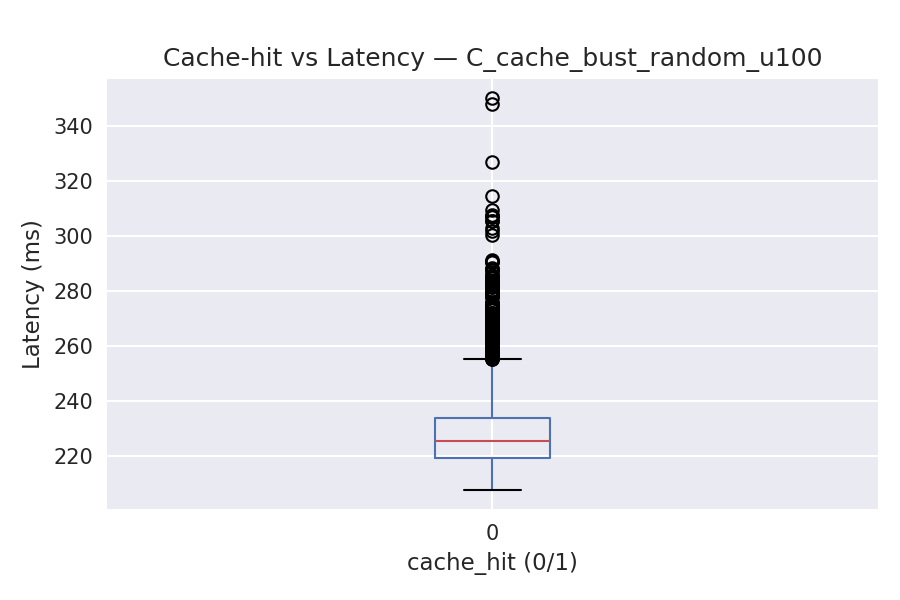 Cache-hit vs Latency — C_cache_bust_random_u100
Latency (ms)
340
320
300
280
260
240
220
0
cache_hit (0/1)